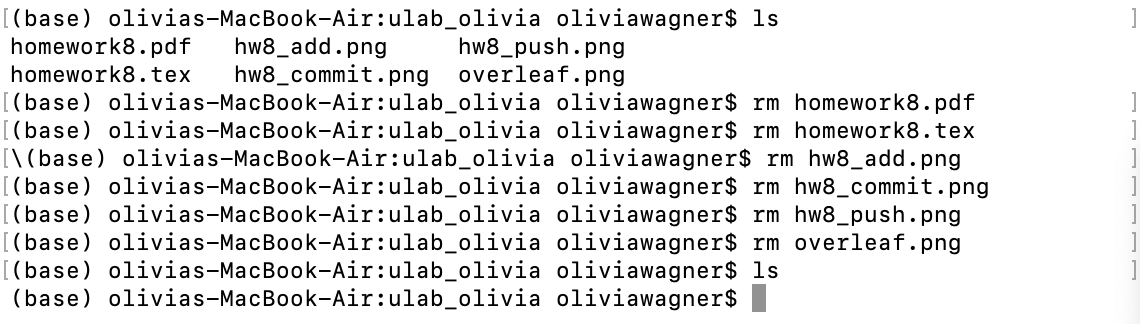 [(base) olivias-MacBook-Air:ulab_olivia oliviawagner$ ls ]
homework8.pdf hw8_add.png hw8_push.png
homework8.tex hw8_commit.png overleaf.png
[(base) olivias-MacBook-Air:ulab_olivia oliviawagner$ rm homework8.pdf ]
[(base) olivias-MacBook-Air:ulab_olivia oliviawagner$ rm homework8.tex ]
[\(base) olivias-MacBook-Air:ulab_olivia oliviawagner$ rm hw8_add.png ]
[(base) olivias-MacBook-Air:ulab_olivia oliviawagner$ rm hw8_commit.png ]
[(base) olivias-MacBook-Air:ulab_olivia oliviawagner$ rm hw8_push.png ]
[(base) olivias-MacBook-Air:ulab_olivia oliviawagner$ rm overleaf.png ]
[(base) olivias-MacBook-Air:ulab_olivia oliviawagner$ ls ]
(base) olivias-MacBook-Air:ulab_olivia oliviawagner$